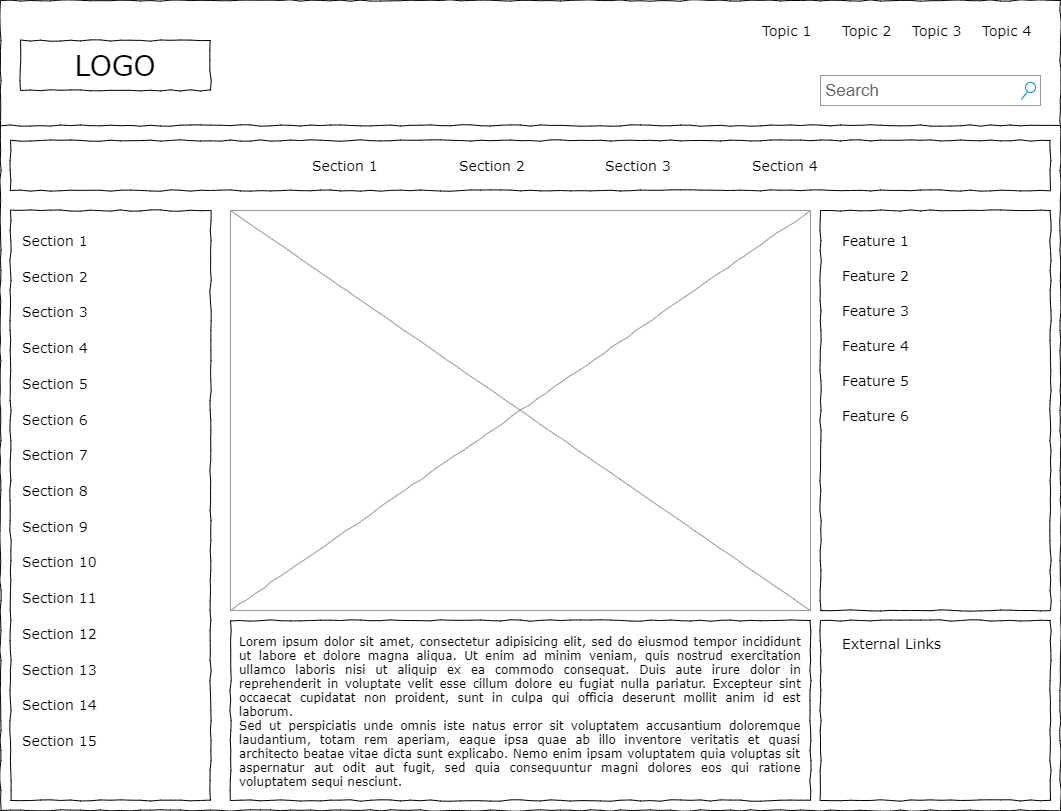 Topic 1
Topic 2
Topic 3
Topic 4
LOGO
Search
Section 1
Section 2
Section 3
Section 4
Section 1
Section 2
Section 3
Section 4
Section 5
Section 6
Section 7
Section 8
Section 9
Section 10
Section 11
Section 12
Section 13
Section 14
Section 15
Lorem ipsum dolor sit amet, consectetur adipisicing elit, sed do eiusmod tempor incididunt
ut labore et dolore magna aliqua. Ut enim ad minim veniam, quis nostrud exercitation
ullamco laboris nisi ut aliquip ex ea commodo consequat. Duis aute irure dolor in
reprehenderit in voluptate velit esse cillum dolore eu fugiat nulla pariatur. Excepteur sint
occaecat cupidatat non proident, sunt in culpa qui officia deserunt mollit anim id est
laborum.
Sed ut perspiciatis unde omnis iste natus error sit voluptatem accusantium doloremque
laudantium, totam rem aperiam, eaque ipsa quae ab illo inventore veritatis et quasi
architecto beatae vitae dicta sunt explicabo. Nemo enim ipsam voluptatem quia voluptas sit
aspernatur aut odit aut fugit, sed quia consequuntur magni dolores eos qui ratione
voluptatem sequi nesciunt.
Feature 1
Feature 2
Feature 3
Feature 4
Feature 5
Feature 6
External Links